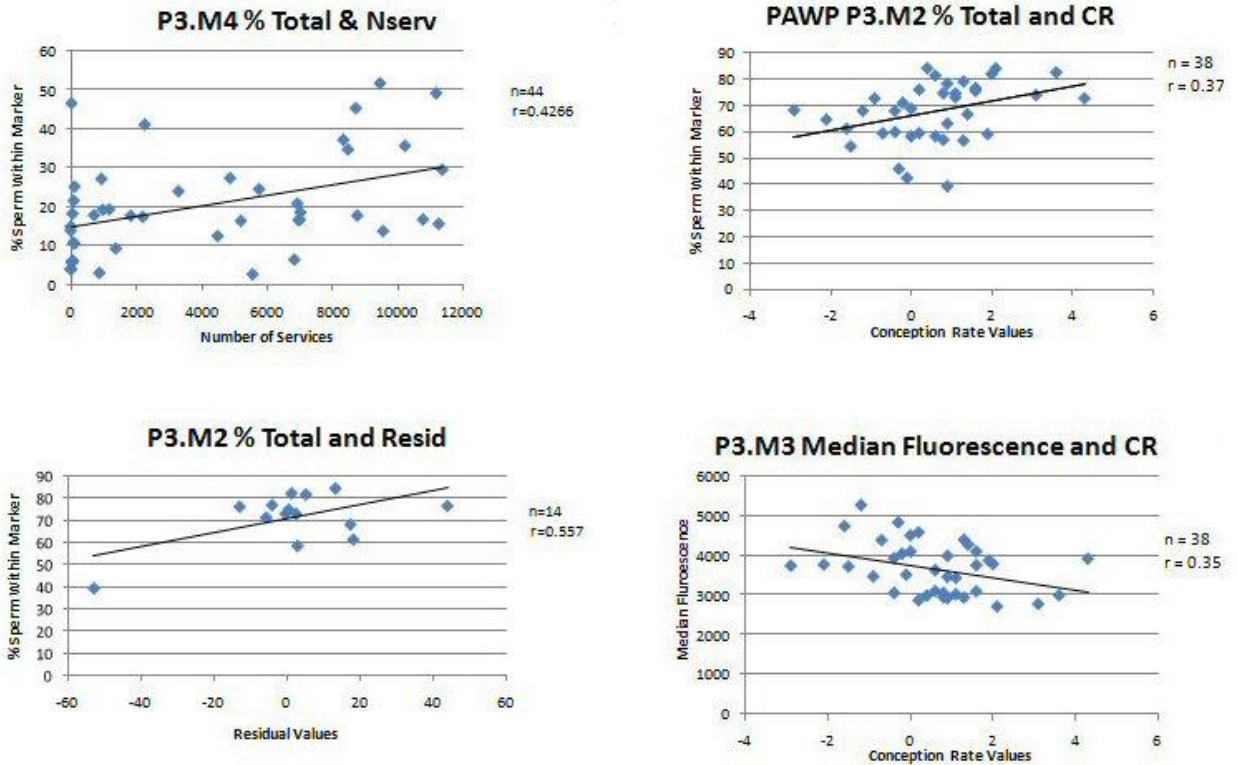 P3.M4 % Total & Nserv
60
50
40
30
20
10
0
0 2000 4000 6000 8000 10000 12000
% Sperm Within Marker
Number of Services
n=44
r=0.4266
PAWP P3.M2 % Total and CR
90
80
70
60
50
40
30
20
10
0
-4 -2 0 2 4 6
% Sperm Within Marker
Conception Rate Values
n = 38
r = 0.37
P3.M2 % Total and Resid
90
80
70
60
50
40
30
20
10
0
-60 -40 -20 0 20 40 60
% Sperm Within Marker
Residual Values
n=14
r=0.557
P3.M3 Median Fluorescence and CR
6000
5000
4000
3000
2000
1000
0
-4 -2 0 2 4 6
Median Fluroescence
Conception Rate Values
n = 38
r = 0.35